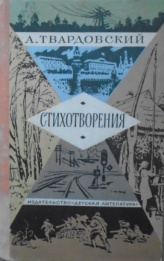 А. ТВАРДОВСКИЙ
СТИХОТВОРЕНИЯ
ИЗДАТЕЛЬСТВО«ДЕТСКАЯ ЛИТЕРАТУРА»